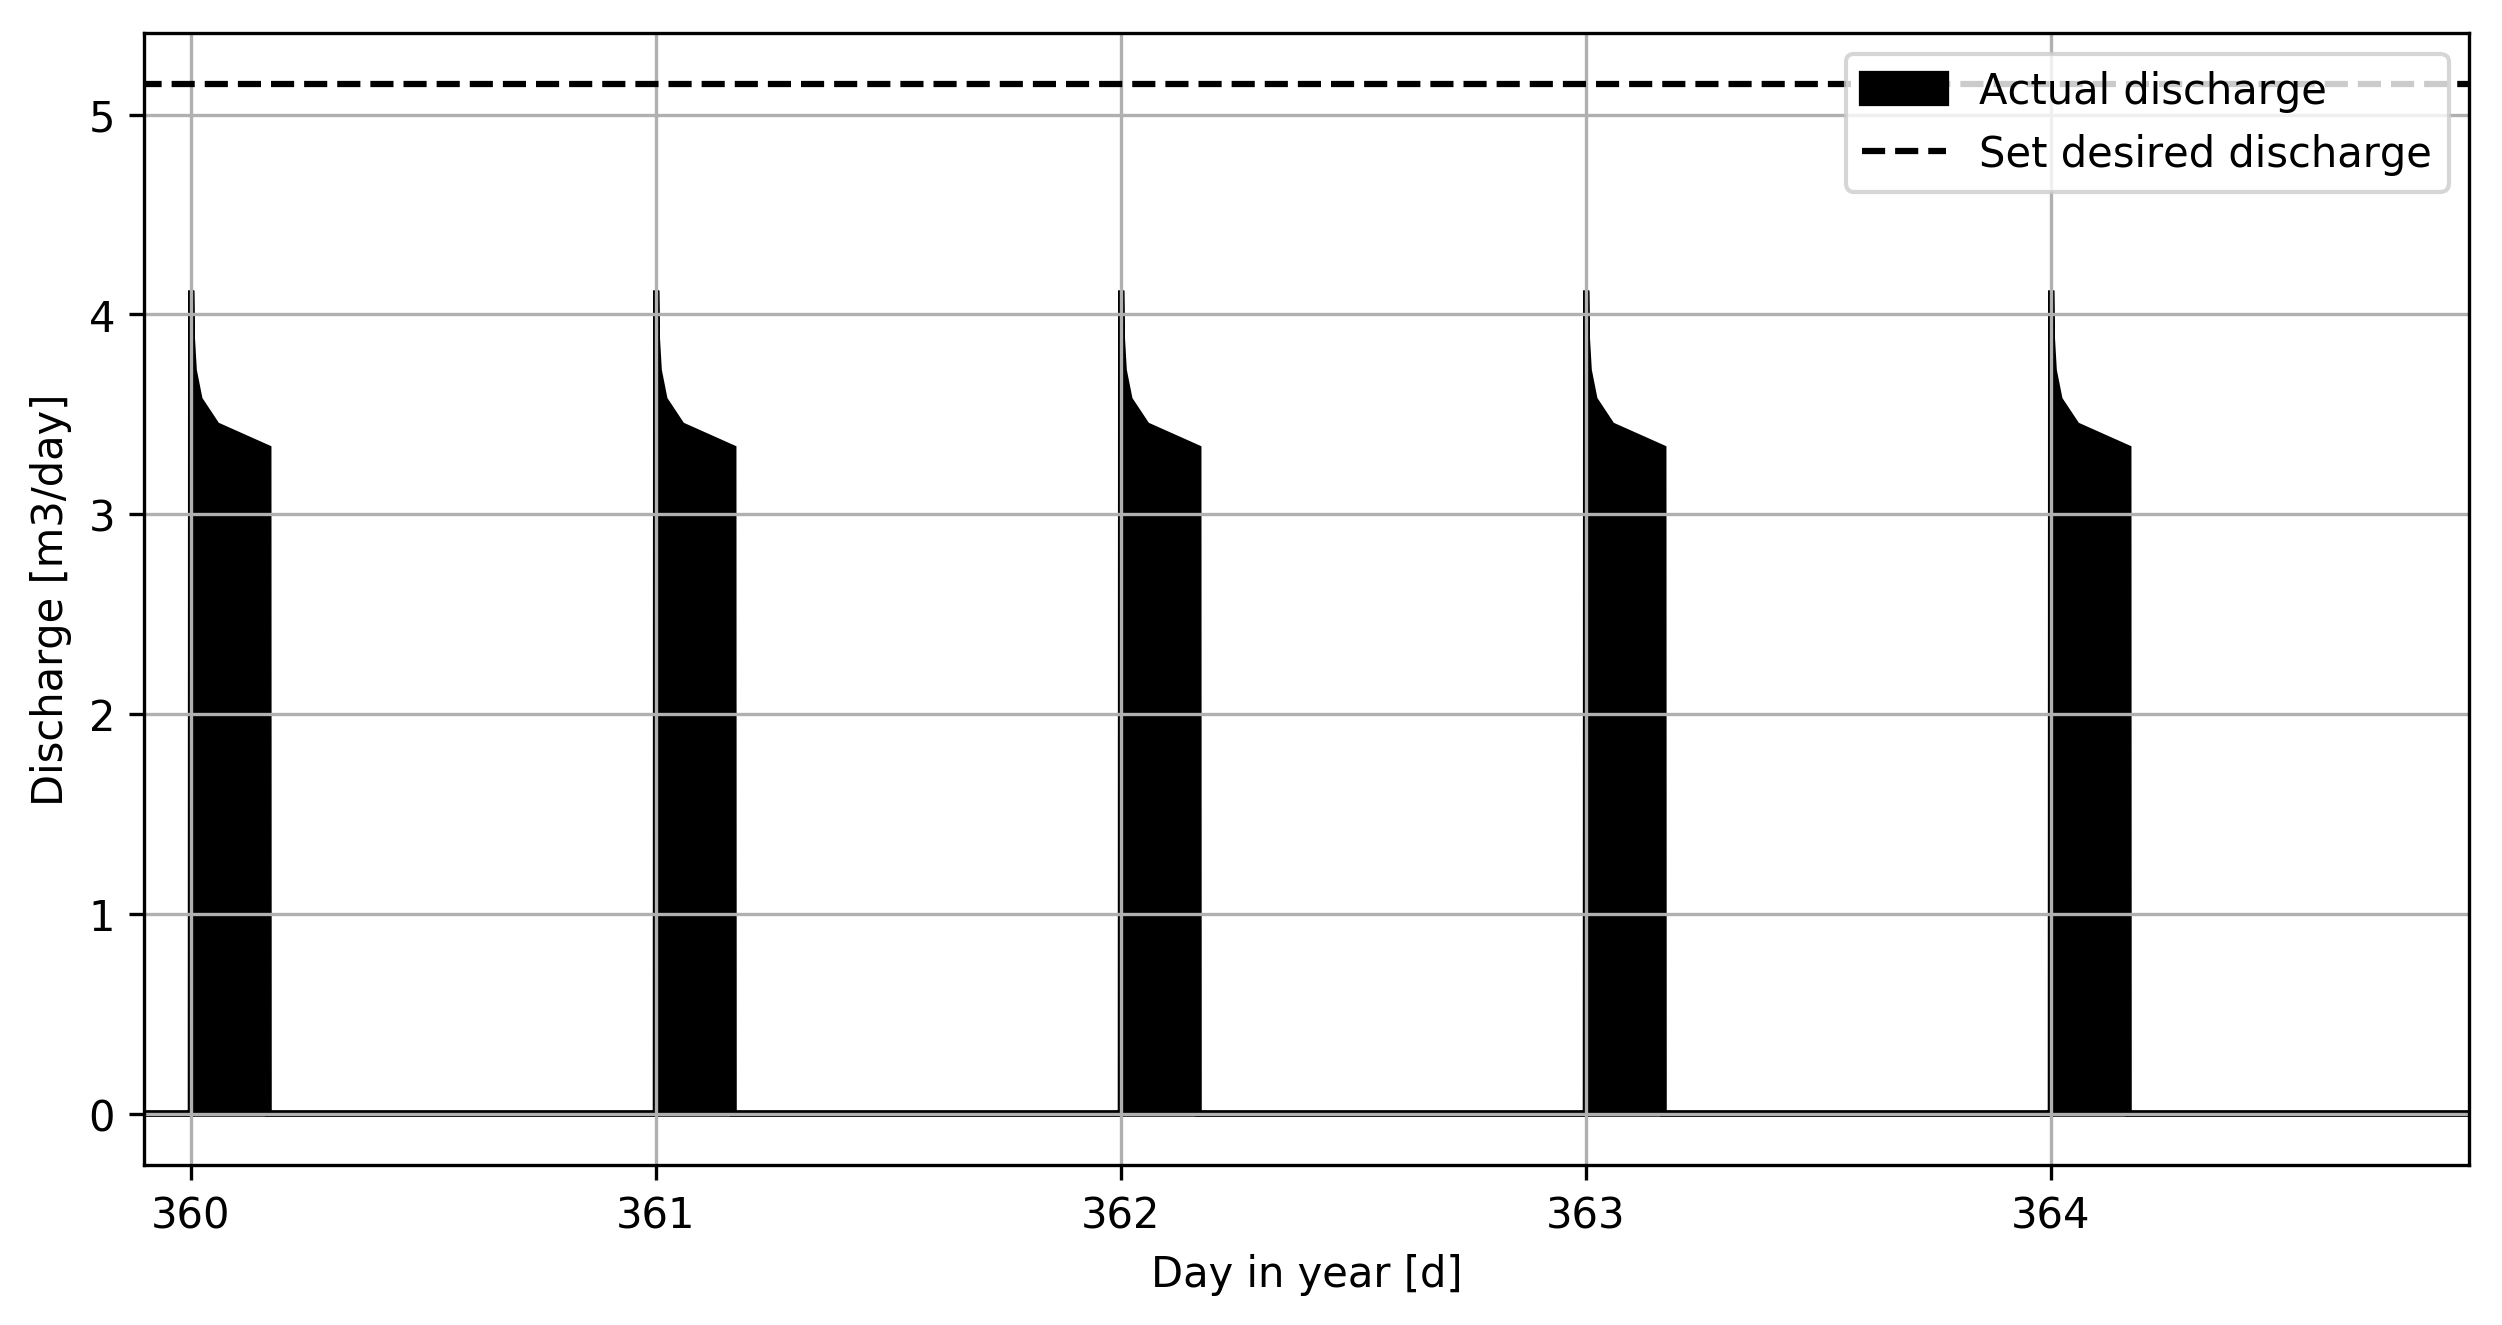 Actual discharge
Set desired discharge
5
4
3
2
1
0
Discharge [m3/day]
360 361 362 363 364
Day in year [d]